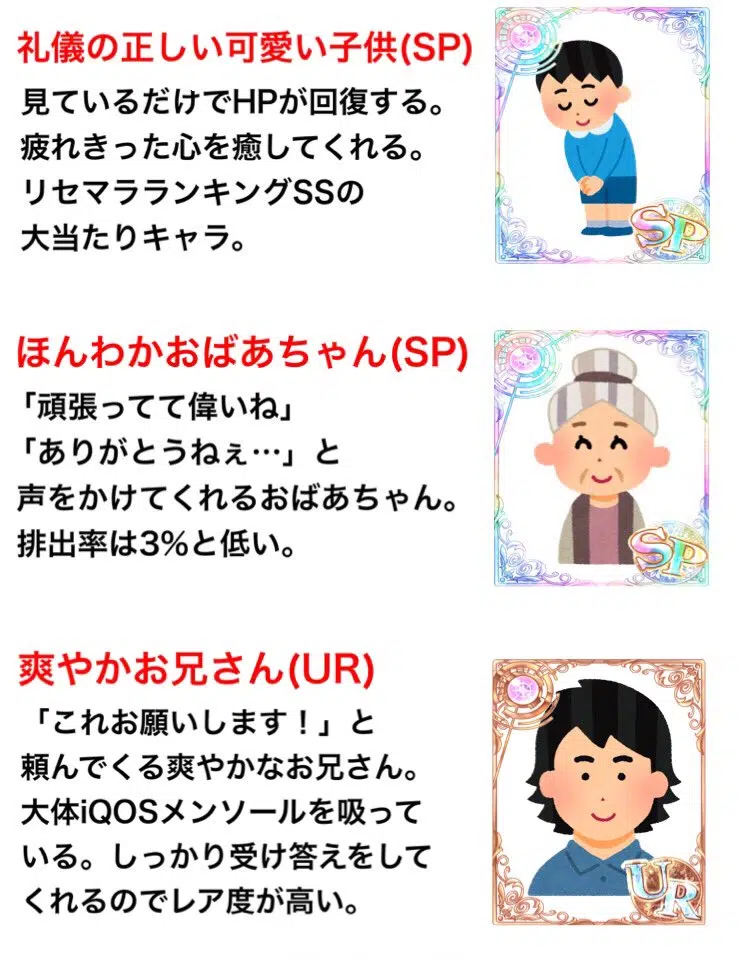 礼儀の正しい可愛い子供(SP)
見ているだけでHPが回復する。
疲れきった心を癒してくれる。
リセマラランキングSSの
大当たりキャラ。
SP
ほんわかおばあちゃん(SP)
「頑張ってて偉いね」
「ありがとうねぇ…」と
声をかけてくれるおばあちゃん。
排出率は3%と低い。
SP
爽やかお兄さん(UR)
「これお願いします！」と
頼んでくる爽やかなお兄さん。
大体iQOSメンソールを吸って
いる。しっかり受け答えをして
くれるのでレア度が高い。
UR